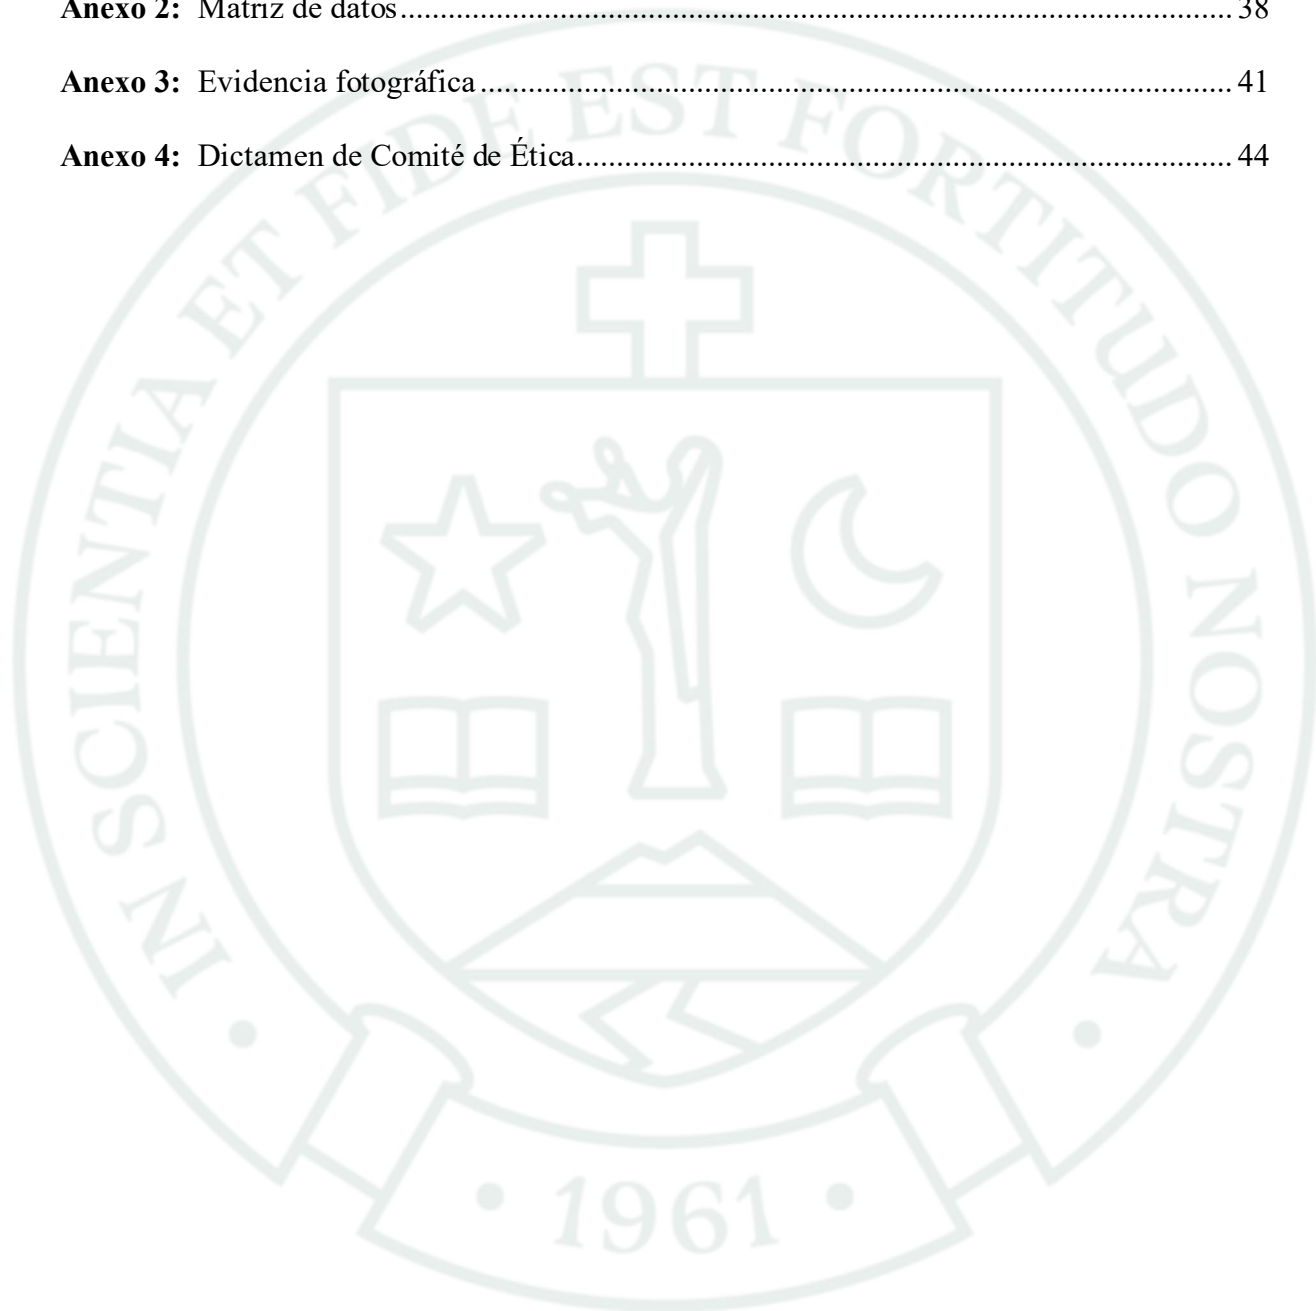 Anexo 2: Matriz de datos........................................................................................................ 38
Anexo 3: Evidencia fotográfica.............................................................................................. 41
Anexo 4: Dictamen de Comité de Ética.................................................................................. 44
IN SCIENTIA ET FIDE EST FORTITUDO NOSTRA
• 1961 •